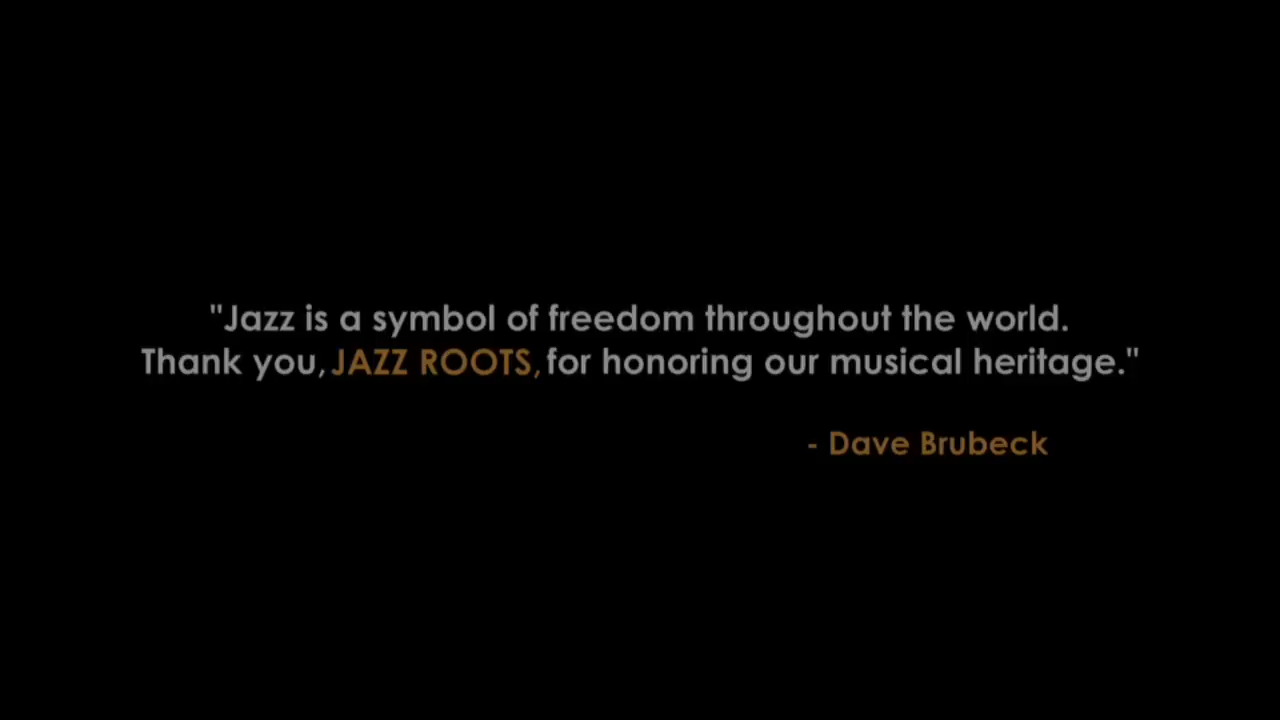 "Jazz is a symbol of freedom throughout the world.
Thank you, JAZZ ROOTS, for honoring our musical heritage."
- Dave Brubeck